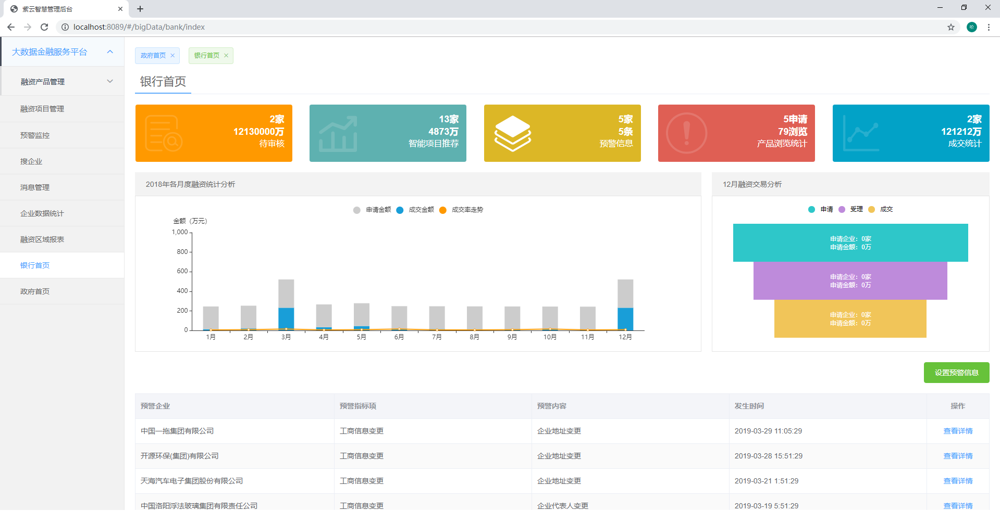 紫云智慧管理后台
localhost:8089/#/bigData/bank/index
大数据金融服务平台
融资产品管理
融资项目管理
预警监控
搜企业
消息管理
企业数据统计
融资区域报表
银行首页
政府首页
政府首页
银行首页
银行首页
2家
12130000万
待审核
13家
4873万
智能项目推荐
5家
5条
预警信息
5申请
79浏览
产品浏览统计
2家
121212万
成交统计
2018年各月度融资统计分析
申请金额 成交金额 成交率走势
金额（万元）
1,000
800
600
400
200
0
1月 2月 3月 4月 5月 6月 7月 8月 9月 10月 11月 12月
12月融资交易分析
申请 受理 成交
申请企业：0家
申请金额：0万
申请企业：0家
申请金额：0万
申请企业：0家
申请金额：0万
设置预警信息
预警企业 预警指标项 预警内容 发生时间 操作
中国一拖集团有限公司 工商信息变更 企业地址变更 2019-03-29 11:05:29 查看详情
开源环保(集团)有限公司 工商信息变更 企业地址变更 2019-03-28 15:51:29 查看详情
天海汽车电子集团股份有限公司 工商信息变更 企业地址变更 2019-03-21 1:51:29 查看详情
中国洛阳浮法玻璃集团有限责任公司 工商信息变更 企业代表人变更 2019-03-19 5:51:29 查看详情